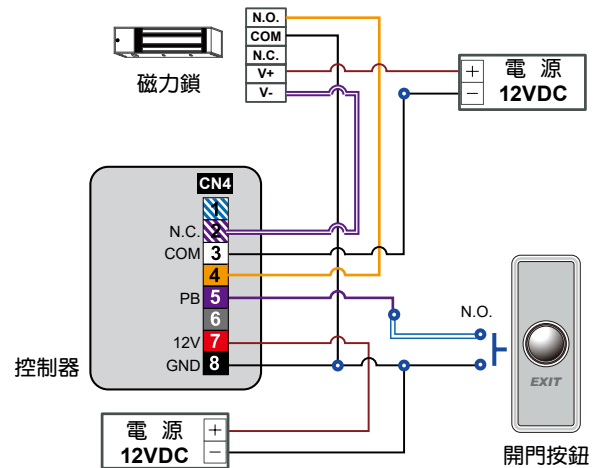 N.O.
COM
N.C.
V+
V-
磁力鎖
+
−
電 源
12VDC
CN4
1
N.C. 2
COM 3
4
PB 5
6
12V 7
GND 8
控制器
N.O.
EXIT
開門按鈕
電 源
12VDC
+
−